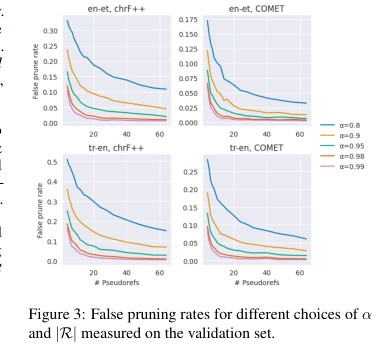 en-et, chrF++
en-et, COMET
False prune rate
0.30
0.25
0.20
0.15
0.10
0.05
0.00
0.175
0.150
0.125
0.100
0.075
0.050
0.025
0.000
20
40
60
20
40
60
α=0.8
α=0.9
α=0.95
α=0.98
α=0.99
tr-en, chrF++
tr-en, COMET
False prune rate
0.5
0.4
0.3
0.2
0.1
0.0
0.25
0.20
0.15
0.10
0.05
0.00
20
40
60
20
40
60
# Pseudorefs
# Pseudorefs
Figure 3: False pruning rates for different choices of α
and |R| measured on the validation set.